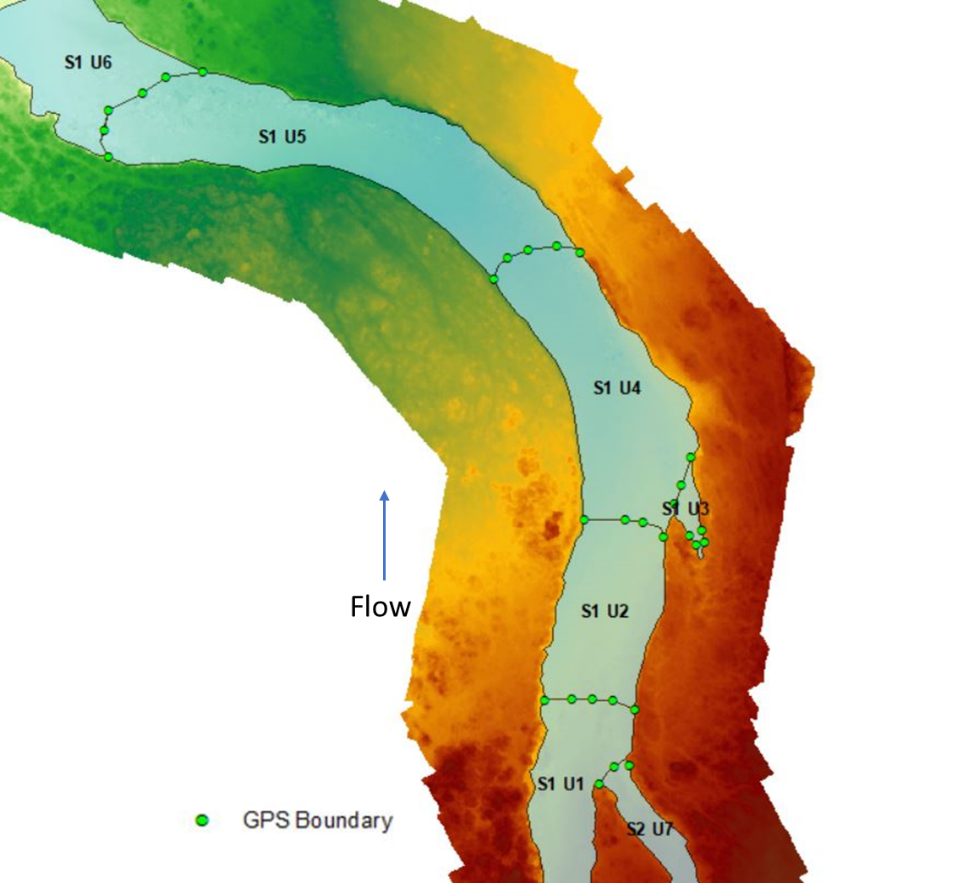 S1 U6
S1 U5
S1 U4
S1 U3
Flow
S1 U2
S1 U1
GPS Boundary
S2 U7